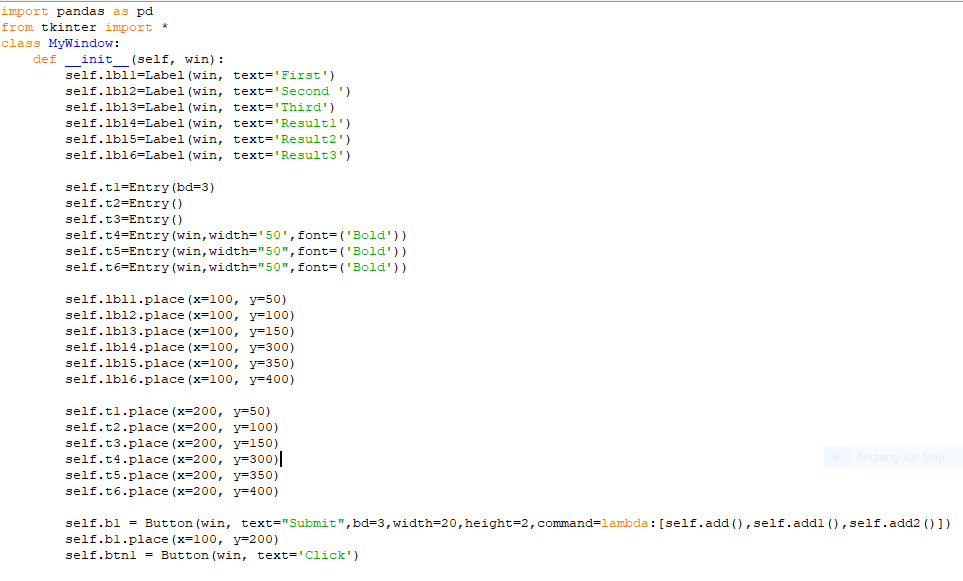 import pandas as pd
from tkinter import *
class MyWindow:
    def __init__(self, win):
        self.lbl1=Label(win, text='First')
        self.lbl2=Label(win, text='Second ')
        self.lbl3=Label(win, text='Third')
        self.lbl4=Label(win, text='Result1')
        self.lbl5=Label(win, text='Result2')
        self.lbl6=Label(win, text='Result3')

        self.t1=Entry(bd=3)
        self.t2=Entry()
        self.t3=Entry()
        self.t4=Entry(win,width='50',font=('Bold'))
        self.t5=Entry(win,width="50",font=('Bold'))
        self.t6=Entry(win,width="50",font=('Bold'))

        self.lbl1.place(x=100, y=50)
        self.lbl2.place(x=100, y=100)
        self.lbl3.place(x=100, y=150)
        self.lbl4.place(x=100, y=300)
        self.lbl5.place(x=100, y=350)
        self.lbl6.place(x=100, y=400)

        self.t1.place(x=200, y=50)
        self.t2.place(x=200, y=100)
        self.t3.place(x=200, y=150)
        self.t4.place(x=200, y=300)
Rectangular Snip
        self.t5.place(x=200, y=350)
        self.t6.place(x=200, y=400)

        self.b1 = Button(win, text="Submit",bd=3,width=20,height=2,command=lambda:[self.add(),self.add1(),self.add2()])
        self.b1.place(x=100, y=200)
        self.btn1 = Button(win, text='Click')